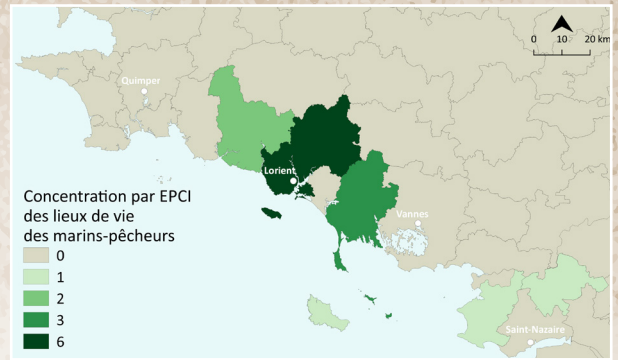 0 10 20 km
Quimper
Lorient
Vannes
Saint-Nazaire
Concentration par EPCI
des lieux de vie
des marins-pêcheurs
0
1
2
3
6